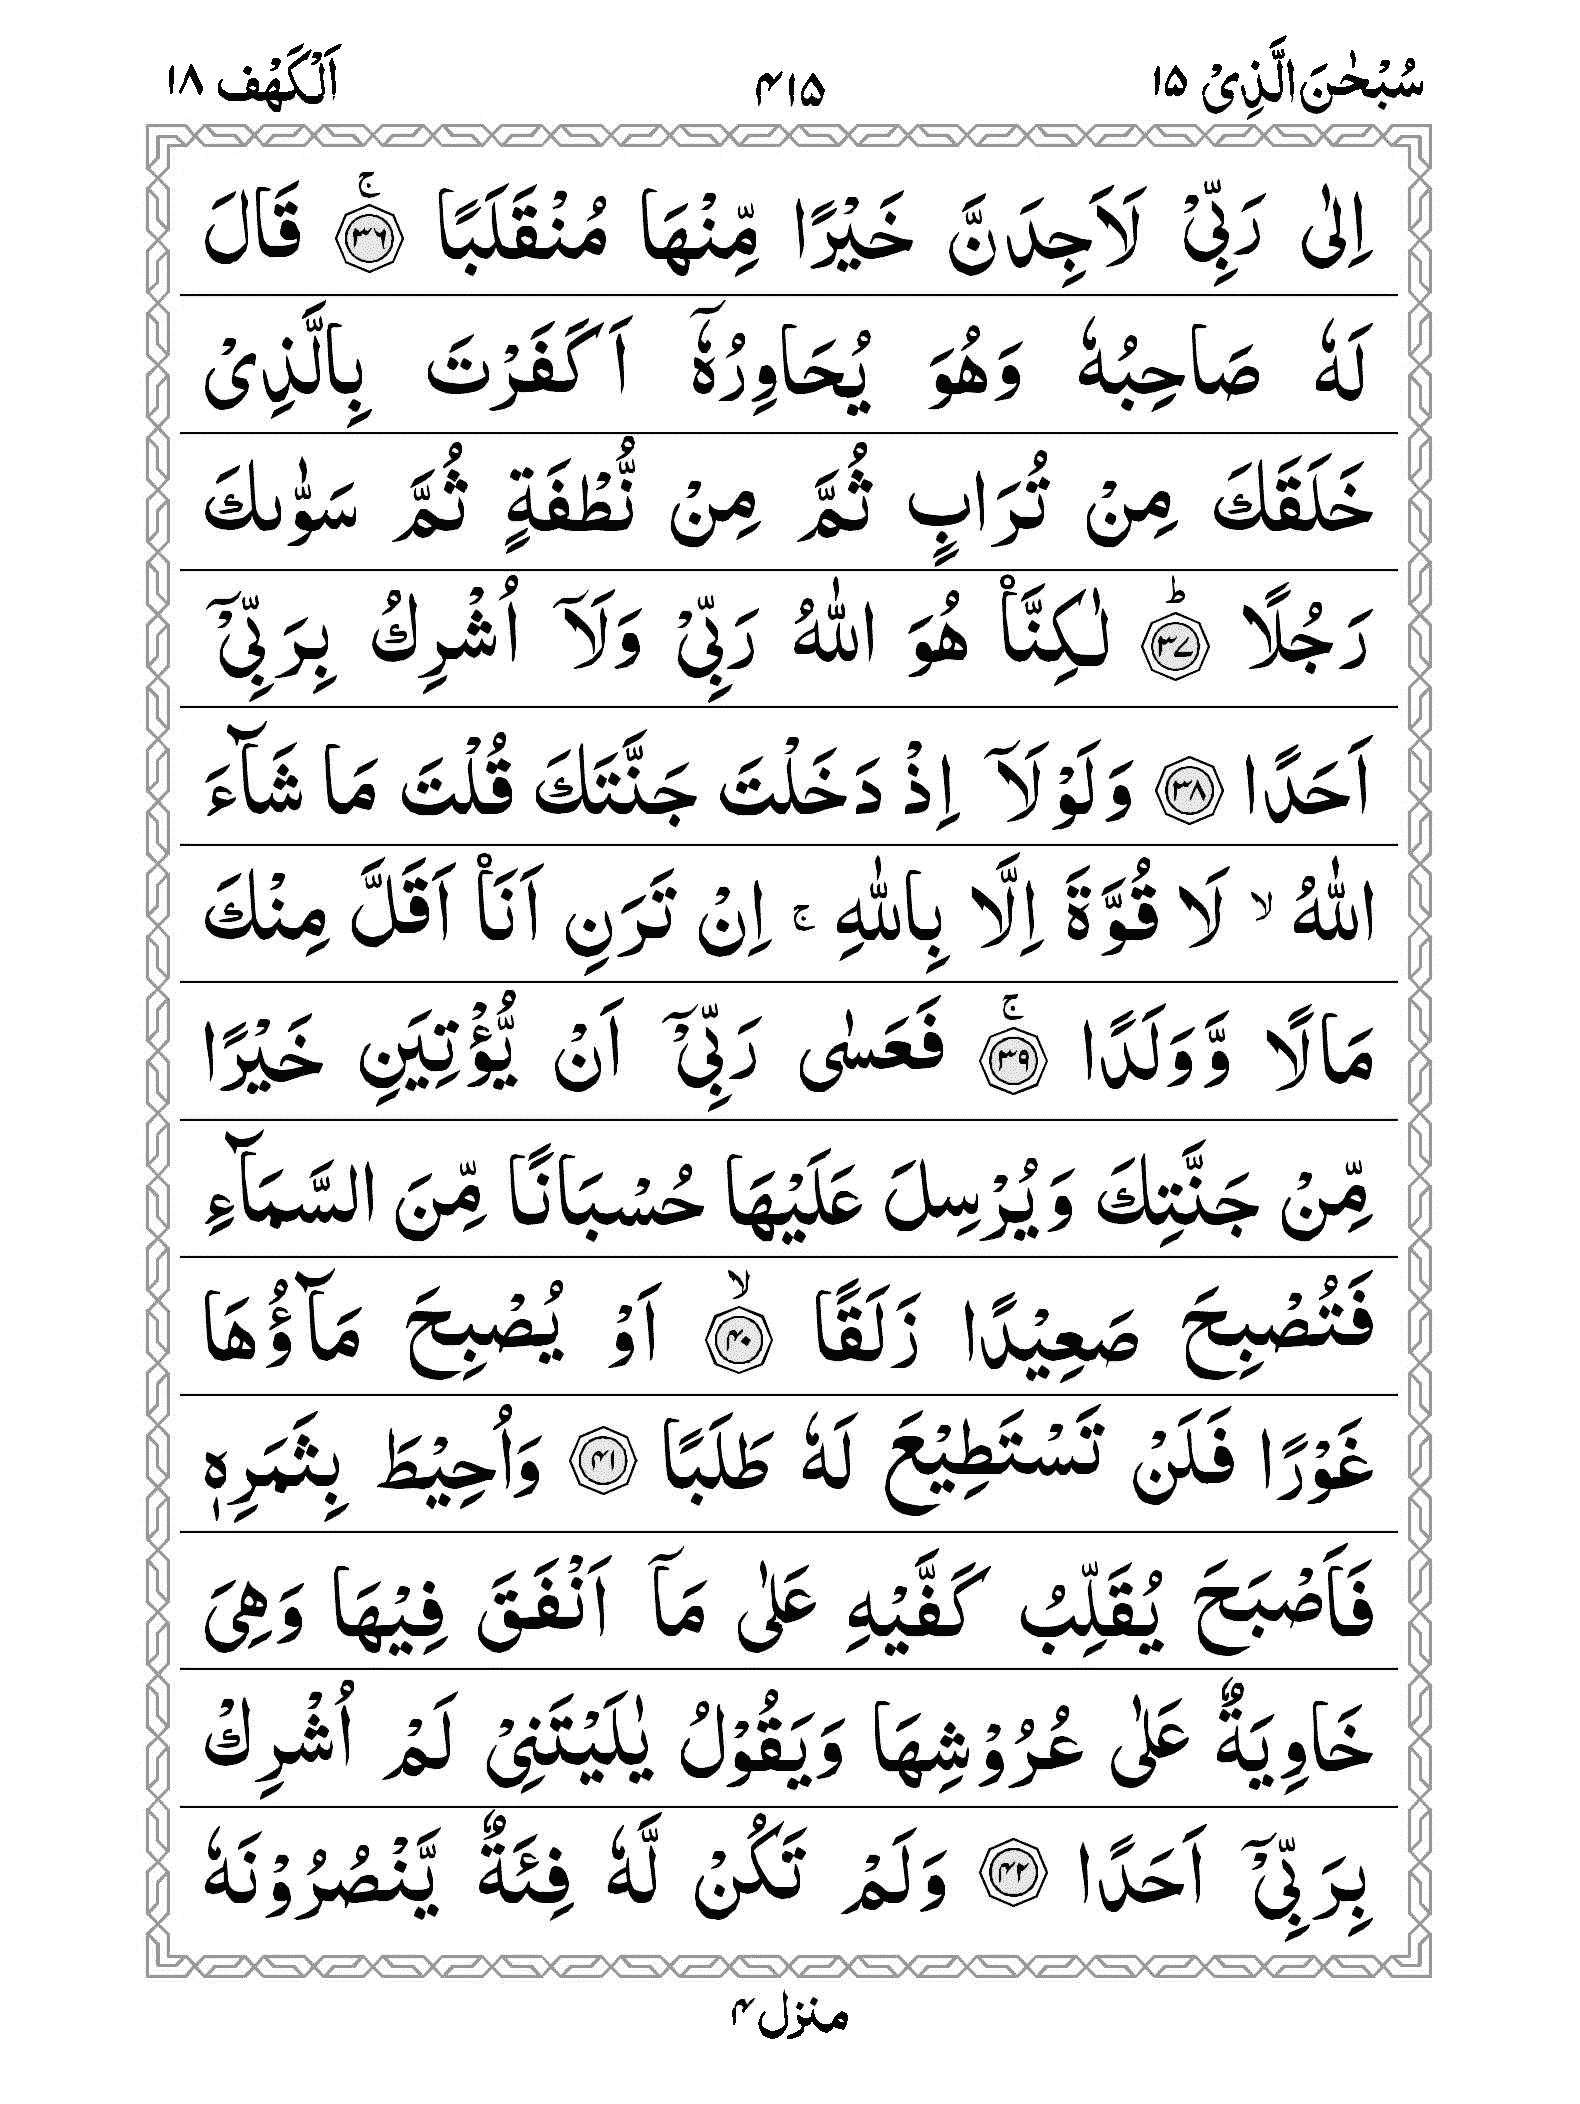 سُبْحٰنَ الَّذِیْ ۱۵
۴۱۵
اَلْكَهْف ۱۸
اِلٰی رَبِّیْ لَاَجِدَنَّ خَیْرًا مِّنْهَا مُنْقَلَبًا ۚ۳۶ قَالَ
لَهٗ صَاحِبُهٗ وَهُوَ یُحَاوِرُهٗۤ اَكَفَرْتَ بِالَّذِیْ
خَلَقَكَ مِنْ تُرَابٍ ثُمَّ مِنْ نُّطْفَةٍ ثُمَّ سَوّٰىكَ
رَجُلًا ؕ۳۷ لٰكِنَّا۠ هُوَ اللّٰهُ رَبِّیْ وَلَاۤ اُشْرِكُ بِرَبِّیْۤ
اَحَدًا ۳۸ وَلَوْلَاۤ اِذْ دَخَلْتَ جَنَّتَكَ قُلْتَ مَا شَآءَ
اللّٰهُ ۙ لَا قُوَّةَ اِلَّا بِاللّٰهِ ۚ اِنْ تَرَنِ اَنَا۠ اَقَلَّ مِنْكَ
مَالًا وَّوَلَدًا ۚ۳۹ فَعَسٰی رَبِّیْۤ اَنْ یُّؤْتِیَنِ خَیْرًا
مِّنْ جَنَّتِكَ وَیُرْسِلَ عَلَیْهَا حُسْبَانًا مِّنَ السَّمَآءِ
فَتُصْبِحَ صَعِیْدًا زَلَقًا ۙ۴۰ اَوْ یُصْبِحَ مَآؤُهَا
غَوْرًا فَلَنْ تَسْتَطِیْعَ لَهٗ طَلَبًا ۴۱ وَاُحِیْطَ بِثَمَرِهٖ
فَاَصْبَحَ یُقَلِّبُ كَفَّیْهِ عَلٰی مَاۤ اَنْفَقَ فِیْهَا وَهِیَ
خَاوِیَةٌ عَلٰی عُرُوْشِهَا وَیَقُوْلُ یٰلَیْتَنِیْ لَمْ اُشْرِكْ
بِرَبِّیْۤ اَحَدًا ۴۲ وَلَمْ تَكُنْ لَّهٗ فِئَةٌ یَّنْصُرُوْنَهٗ
منزل ۴